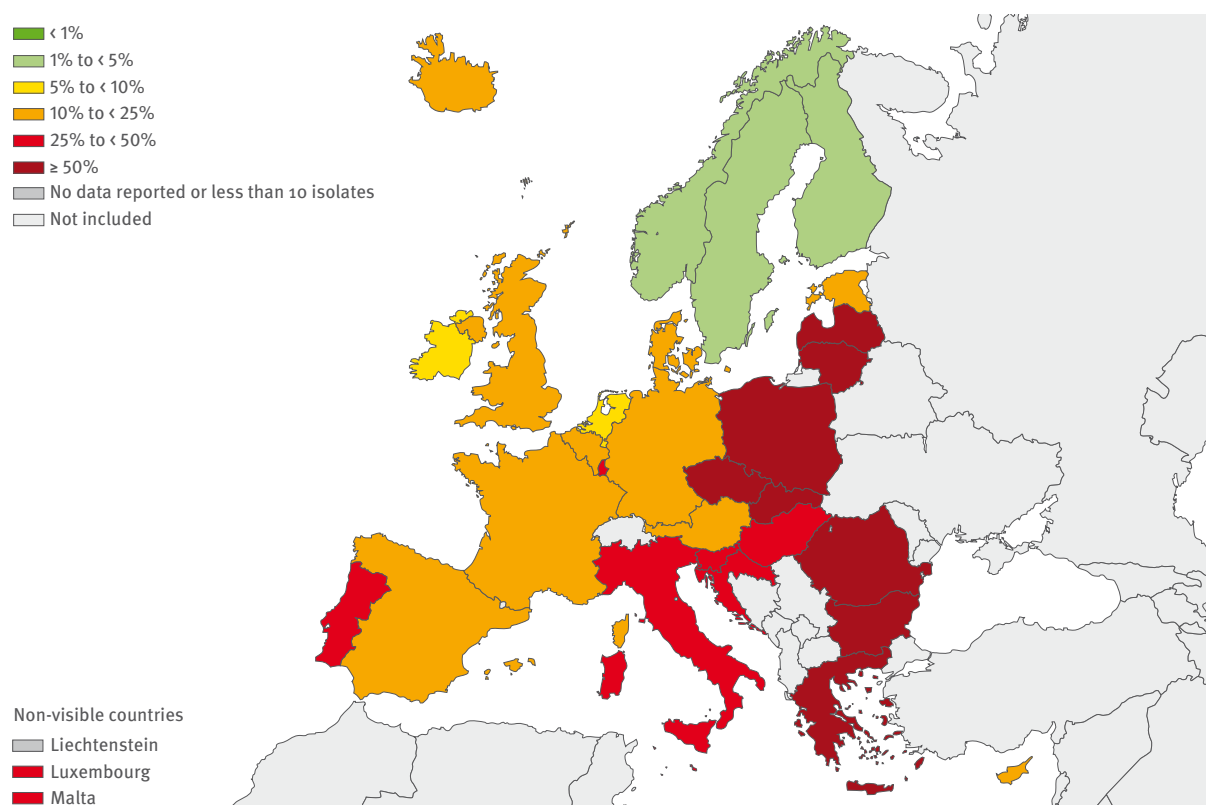 < 1%
1% to < 5%
5% to < 10%
10% to < 25%
25% to < 50%
≥ 50%
No data reported or less than 10 isolates
Not included
Non-visible countries
Liechtenstein
Luxembourg
Malta